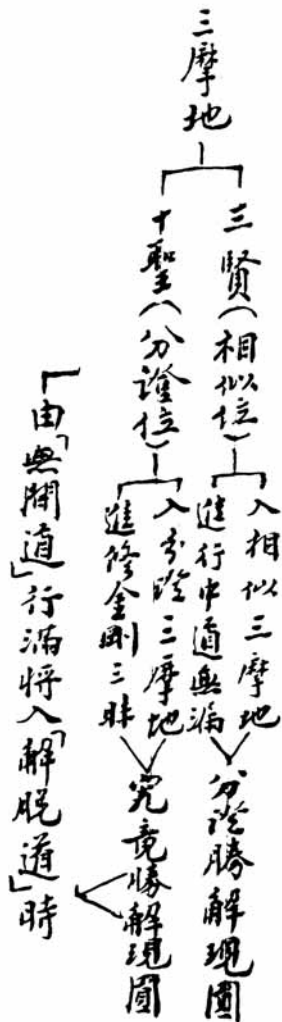 三摩地
三賢(相似位)
入相似三摩地
進行中道無漏
分證勝解現圓
十聖(分證位)
入分證三摩地
進修金剛三昧
究竟勝解現圓
由「無間道」行滿將入「解脫道」時